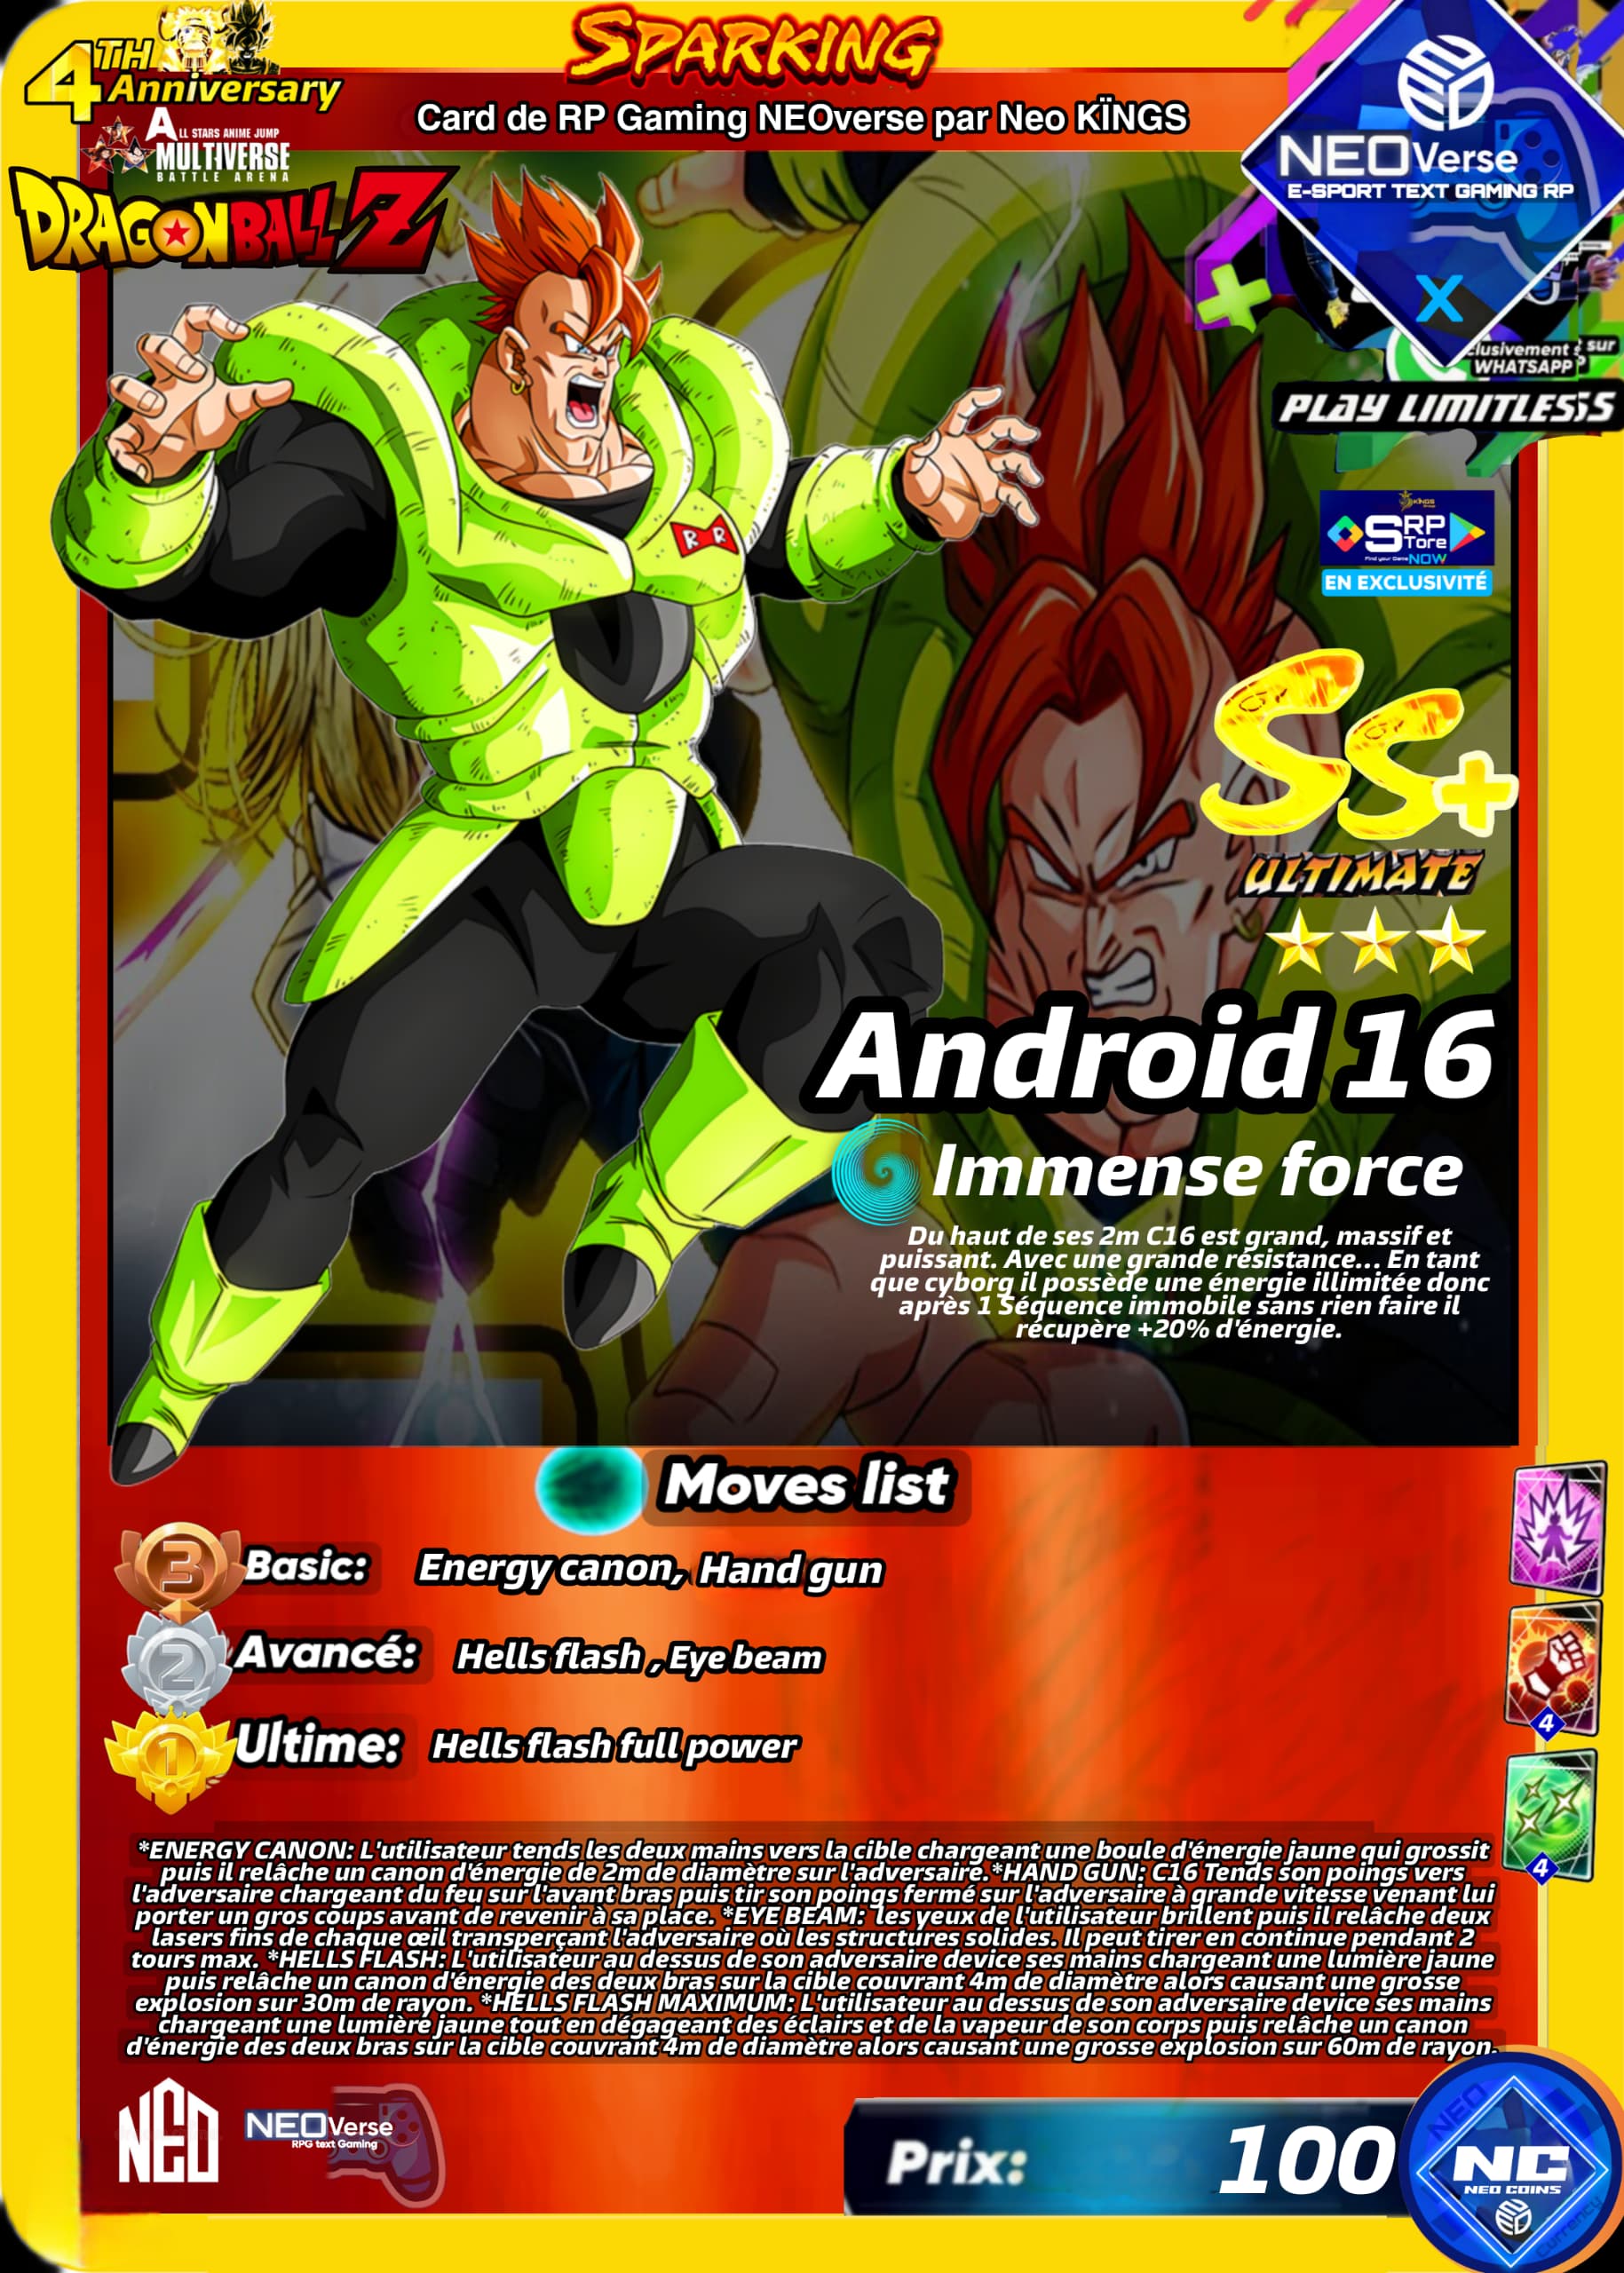 4TH
Anniversary
SPARKING
Card de RP Gaming NEOverse par Neo KÏNGS
ALL STARS ANIME JUMP
MULTIVERSE
BATTLE ARENA
DRAGON BALL Z
NEOVerse
E-SPORT TEXT GAMING RP
X
clusivement sur
WHATSAPP
PLAY LIMITLESS
R R
SRP
Tore
NOW
EN EXCLUSIVITÉ
SS+
ULTIMATE
Android 16
Immense force
Du haut de ses 2m C16 est grand, massif et
puissant. Avec une grande résistance... En tant
que cyborg il possède une énergie illimitée donc
après 1 Séquence immobile sans rien faire il
récupère +20% d'énergie.
Moves list
3 Basic: Energy canon, Hand gun
2 Avancé: Hells flash , Eye beam
1 Ultime: Hells flash full power
4
4
*ENERGY CANON: L'utilisateur tends les deux mains vers la cible chargeant une boule d'énergie jaune qui grossit
puis il relâche un canon d'énergie de 2m de diamètre sur l'adversaire.*HAND GUN: C16 Tends son poings vers
l'adversaire chargeant du feu sur l'avant bras puis tir son poings fermé sur l'adversaire à grande vitesse venant lui
porter un gros coups avant de revenir à sa place. *EYE BEAM: les yeux de l'utilisateur brillent puis il relâche deux
lasers fins de chaque œil transperçant l'adversaire où les structures solides. Il peut tirer en continue pendant 2
tours max. *HELLS FLASH: L'utilisateur au dessus de son adversaire device ses mains chargeant une lumière jaune
puis relâche un canon d'énergie des deux bras sur la cible couvrant 4m de diamètre alors causant une grosse
explosion sur 30m de rayon. *HELLS FLASH MAXIMUM: L'utilisateur au dessus de son adversaire device ses mains
chargeant une lumière jaune tout en dégageant des éclairs et de la vapeur de son corps puis relâche un canon
d'énergie des deux bras sur la cible couvrant 4m de diamètre alors causant une grosse explosion sur 60m de rayon.
NEO
NEOVerse
RPG text Gaming
Prix: 100
NC
NEO COINS